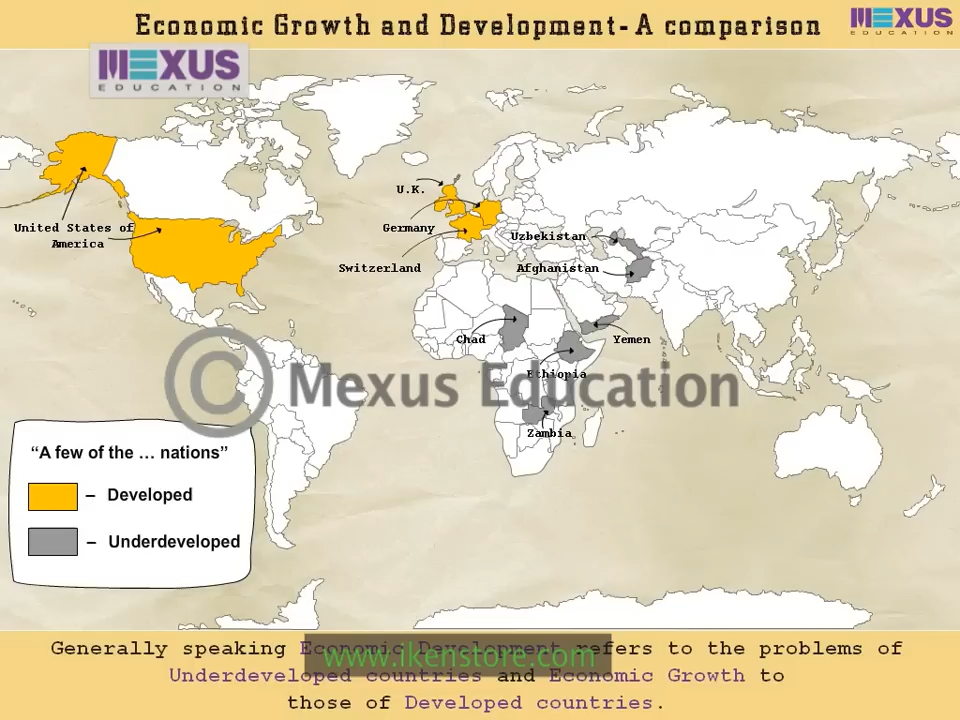 Economic Growth and Development- A comparison
MEXUS
EDUCATION
MEXUS
EDUCATION
U.K.
United States of
America
Germany
Uzbekistan
Switzerland
Afghanistan
Chad
Yemen
Ethiopia
© Mexus Education
Zambia
“A few of the ... nations”
– Developed
– Underdeveloped
Generally speaking Economic Development refers to the problems of
www.ikenstore.com
Underdeveloped countries and Economic Growth to
those of Developed countries.